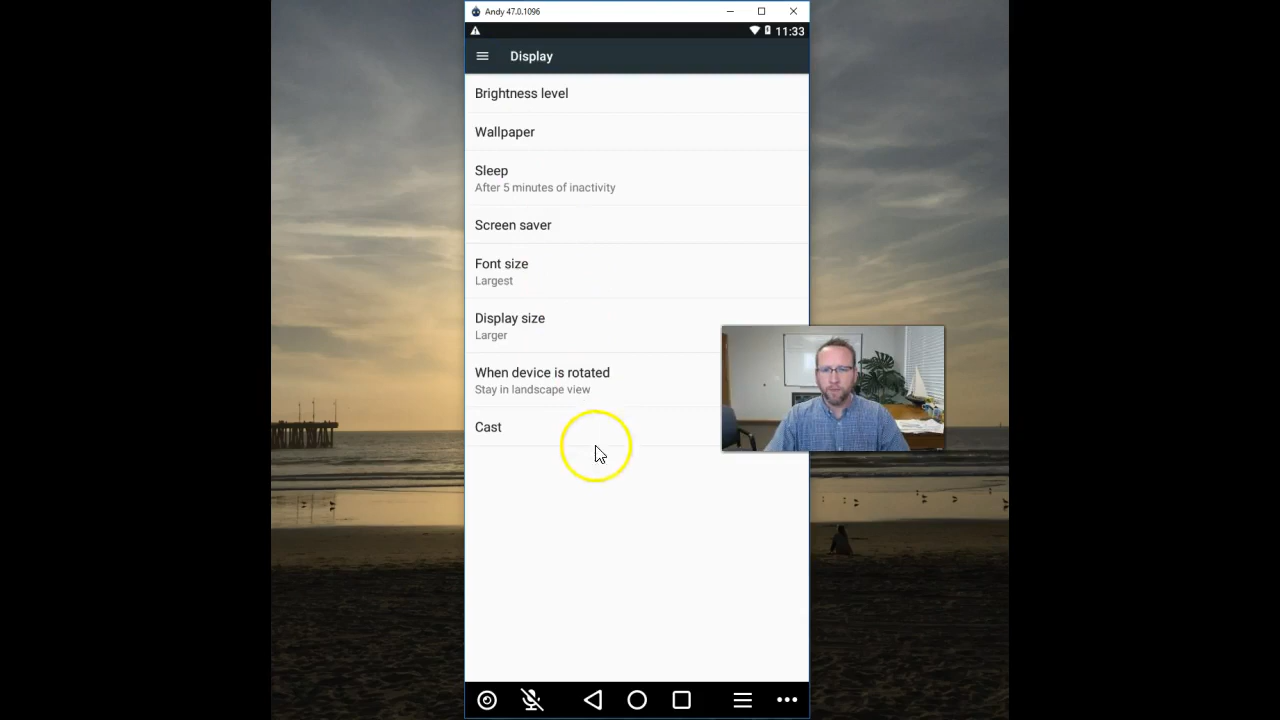 Andy 47.0.1096
11:33
Display
Brightness level
Wallpaper
Sleep
After 5 minutes of inactivity
Screen saver
Font size
Largest
Display size
Larger
When device is rotated
Stay in landscape view
Cast